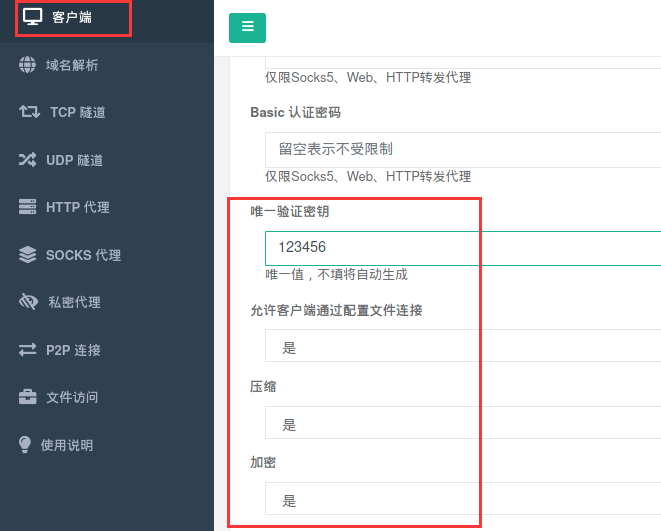 客户端
域名解析
TCP 隧道
UDP 隧道
HTTP 代理
SOCKS 代理
私密代理
P2P 连接
文件访问
使用说明
仅限Socks5、Web、HTTP转发代理
Basic 认证密码
留空表示不受限制
仅限Socks5、Web、HTTP转发代理
唯一验证密钥
123456
唯一值，不填将自动生成
允许客户端通过配置文件连接
是
压缩
是
加密
是